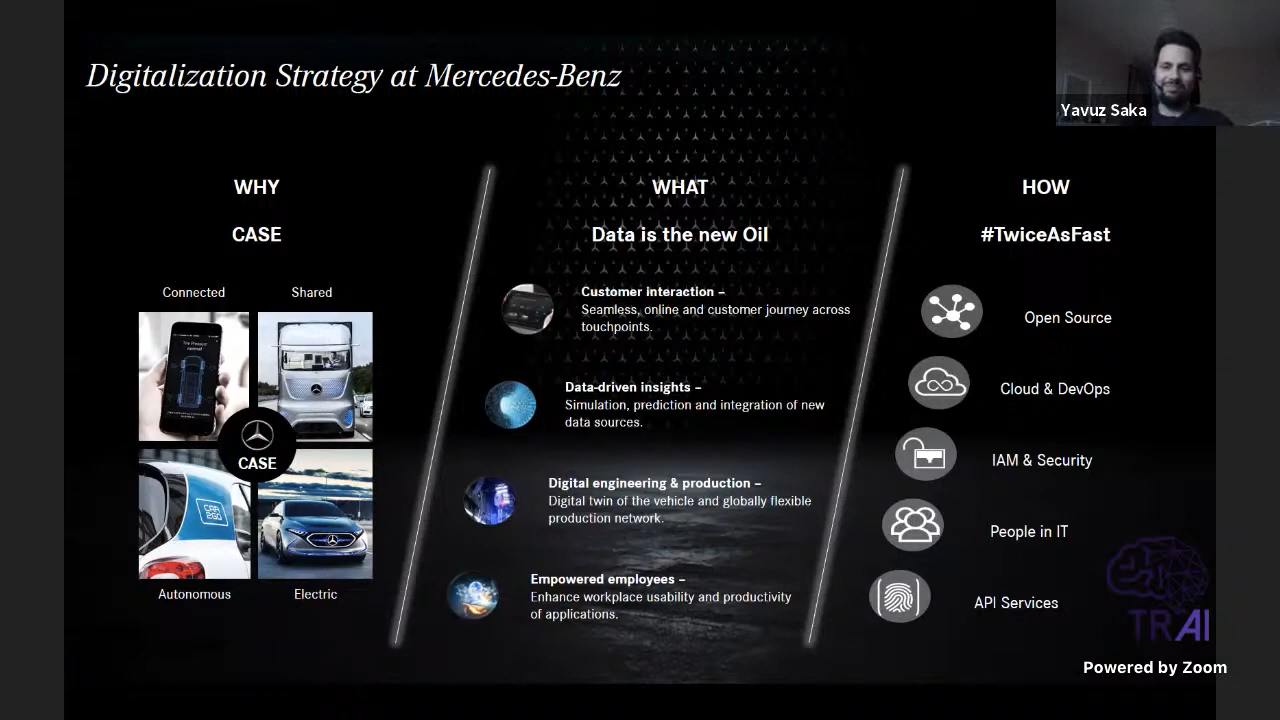 Digitalization Strategy at Mercedes-Benz
Yavuz Saka
WHY
CASE
Connected
Shared
CASE
CAR
2GO
Autonomous
Electric
WHAT
Data is the new Oil
Customer interaction –
Seamless, online and customer journey across
touchpoints.
Data-driven insights –
Simulation, prediction and integration of new
data sources.
Digital engineering & production –
Digital twin of the vehicle and globally flexible
production network.
Empowered employees –
Enhance workplace usability and productivity
of applications.
HOW
#TwiceAsFast
Open Source
Cloud & DevOps
IAM & Security
People in IT
API Services
TRAI
Powered by Zoom